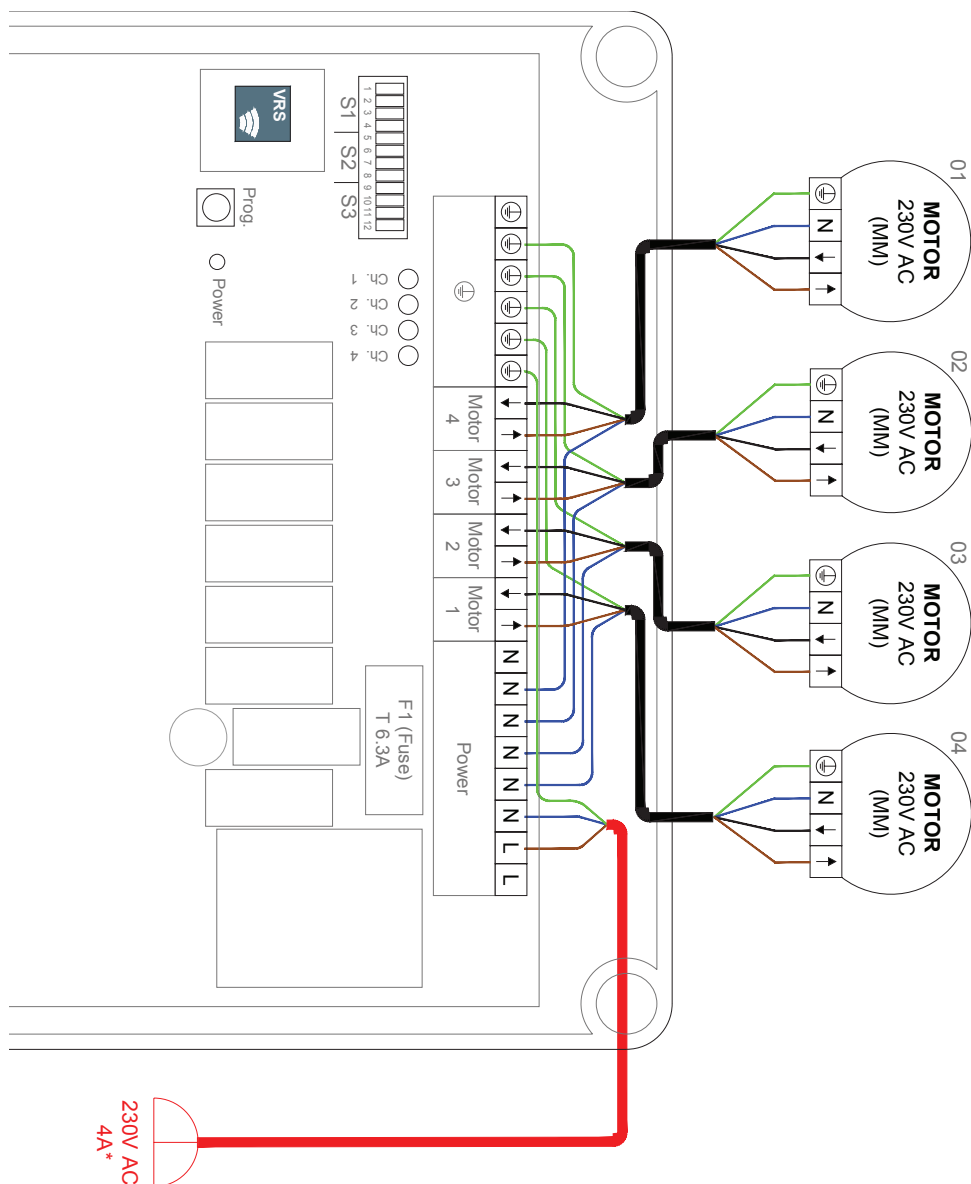 VRS
Prog.
Power
S1
S2
S3
1
2
3
4
5
6
7
8
9
10
11
12
Ch. 1
Ch. 2
Ch. 3
Ch. 4
Motor
4
Motor
3
Motor
2
Motor
1
Power
N
N
N
N
N
N
L
L
F1 (Fuse)
T 6.3A
01
MOTOR
230V AC
(MM)
N
02
MOTOR
230V AC
(MM)
N
03
MOTOR
230V AC
(MM)
N
04
MOTOR
230V AC
(MM)
N
230V AC
4A*